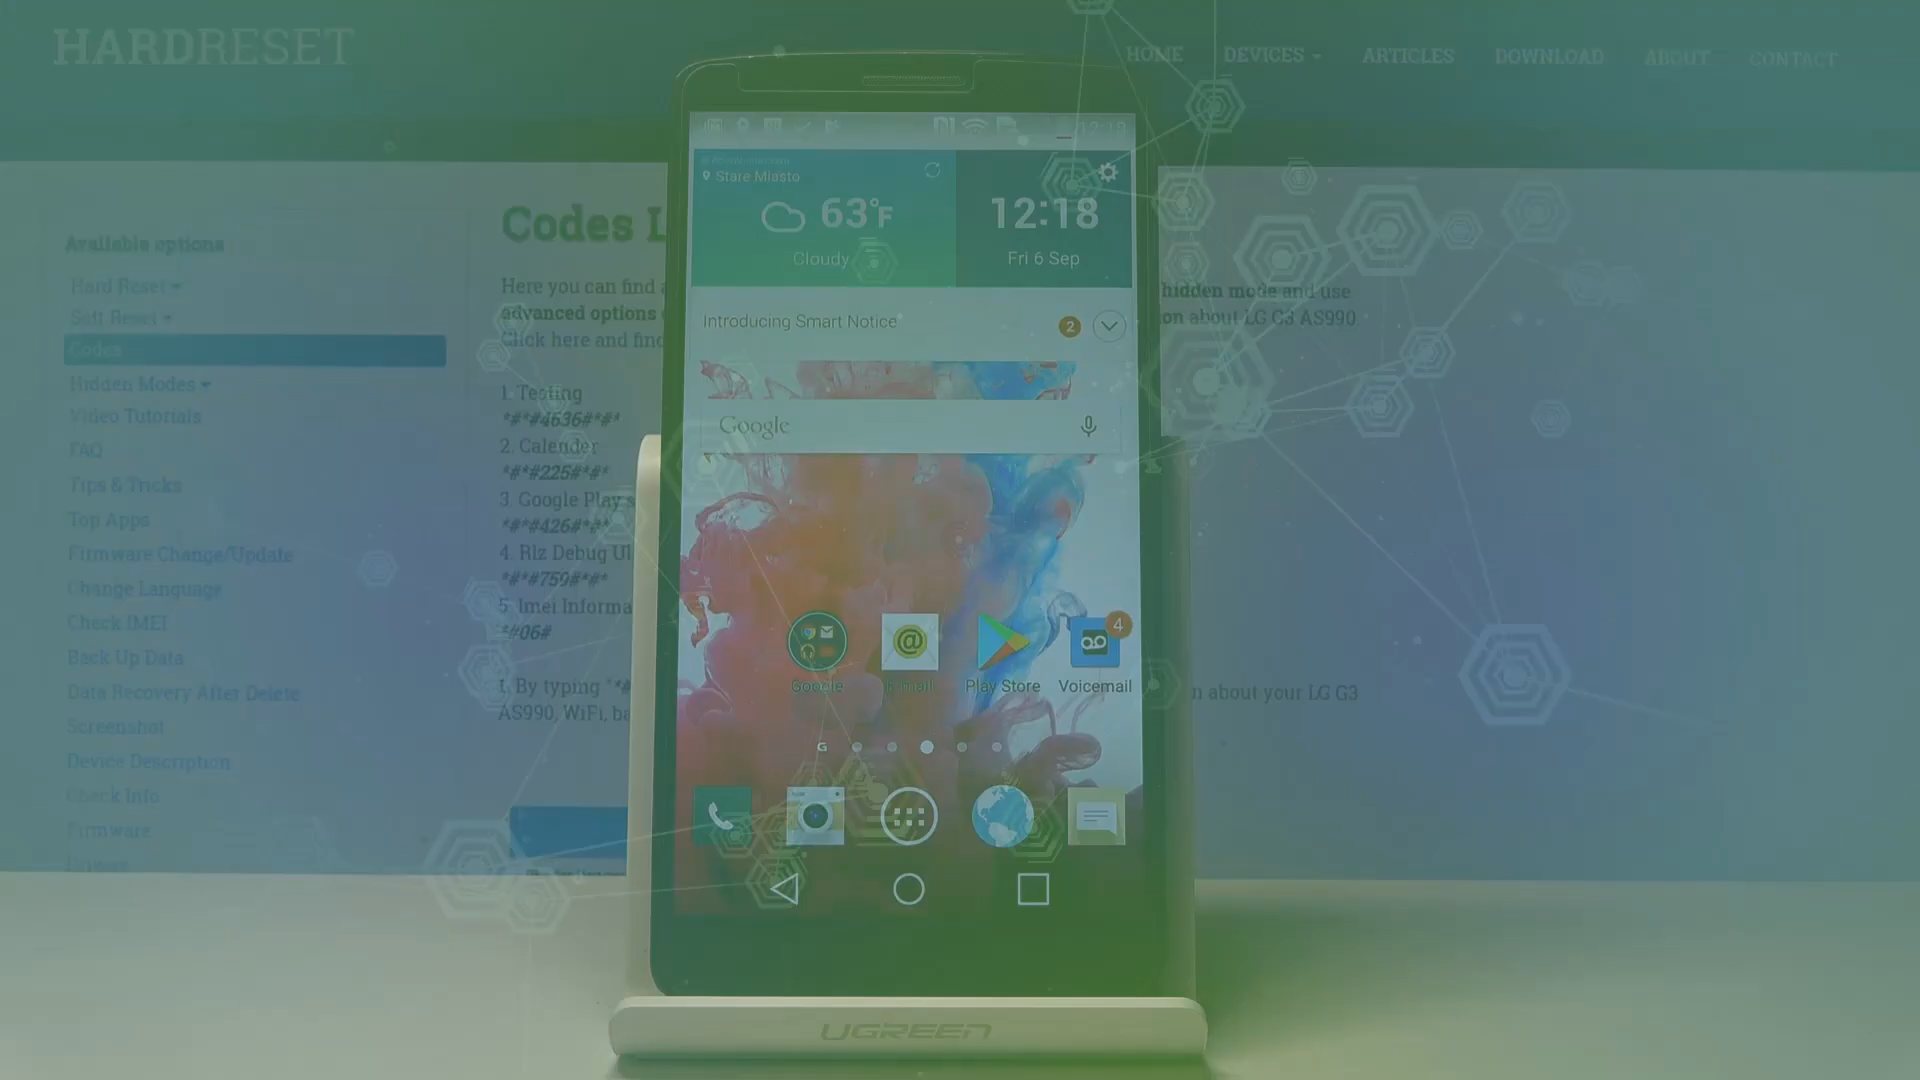 HARDRESET
HOME DEVICES ARTICLES DOWNLOAD ABOUT CONTACT
Available options
Hard Reset
Soft Reset
Codes
Hidden Modes
Video Tutorials
FAQ
Tips & Tricks
Top Apps
Firmware Change/Update
Change Language
Check IMEI
Back Up Data
Data Recovery After Delete
Screenshot
Device Description
Check Info
Firmware
Codes L
Here you can find a
hidden mode and use
advanced options
on about LG G3 AS990
Click here and find
1. Testing
*#*#4636#*#*
2. Calender
*#*#225#*#*
3. Google Play s
*#*#426#*#*
4. Rlz Debug UI
*#*#759#*#*
5. Imei Informa
*#06#
1. By typing *#
n about your LG G3
AS990, WiFi, ba
12:18
Stare Miasto
63°F
Cloudy
12:18
Fri 6 Sep
Introducing Smart Notice
2
Google
4
Google E-mail Play Store Voicemail
G
UGREEN